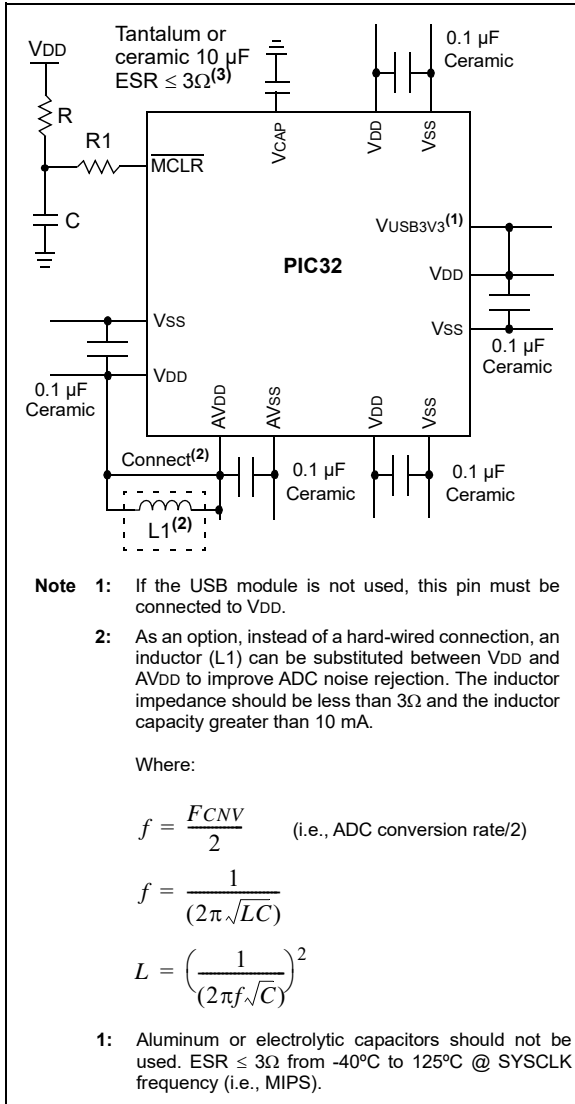 VDD
Tantalum or
ceramic 10 µF
ESR ≤ 3Ω(3)
0.1 µF
Ceramic
R
R1
C
MCLR
VCAP
VDD
VSS
VUSB3V3(1)
VDD
VSS
PIC32
0.1 µF
Ceramic
VSS
VDD
0.1 µF
Ceramic
AVDD
AVSS
VDD
VSS
Connect(2)
L1(2)
0.1 µF
Ceramic
0.1 µF
Ceramic
Note 1: If the USB module is not used, this pin must be
connected to VDD.
2: As an option, instead of a hard-wired connection, an
inductor (L1) can be substituted between VDD and
AVDD to improve ADC noise rejection. The inductor
impedance should be less than 3Ω and the inductor
capacity greater than 10 mA.
Where:
f = FCNV / 2 (i.e., ADC conversion rate/2)
f = 1 / (2π√LC)
L = (1 / (2πf√C))²
1: Aluminum or electrolytic capacitors should not be
used. ESR ≤ 3Ω from -40ºC to 125ºC @ SYSCLK
frequency (i.e., MIPS).